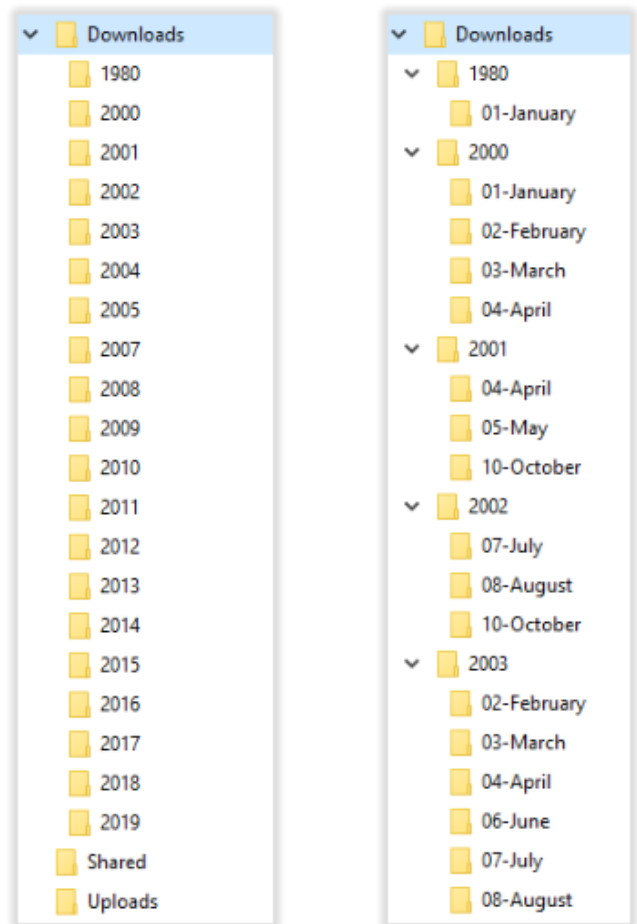 Downloads
1980
2000
2001
2002
2003
2004
2005
2007
2008
2009
2010
2011
2012
2013
2014
2015
2016
2017
2018
2019
Shared
Uploads
Downloads
1980
01-January
2000
01-January
02-February
03-March
04-April
2001
04-April
05-May
10-October
2002
07-July
08-August
10-October
2003
02-February
03-March
04-April
06-June
07-July
08-August